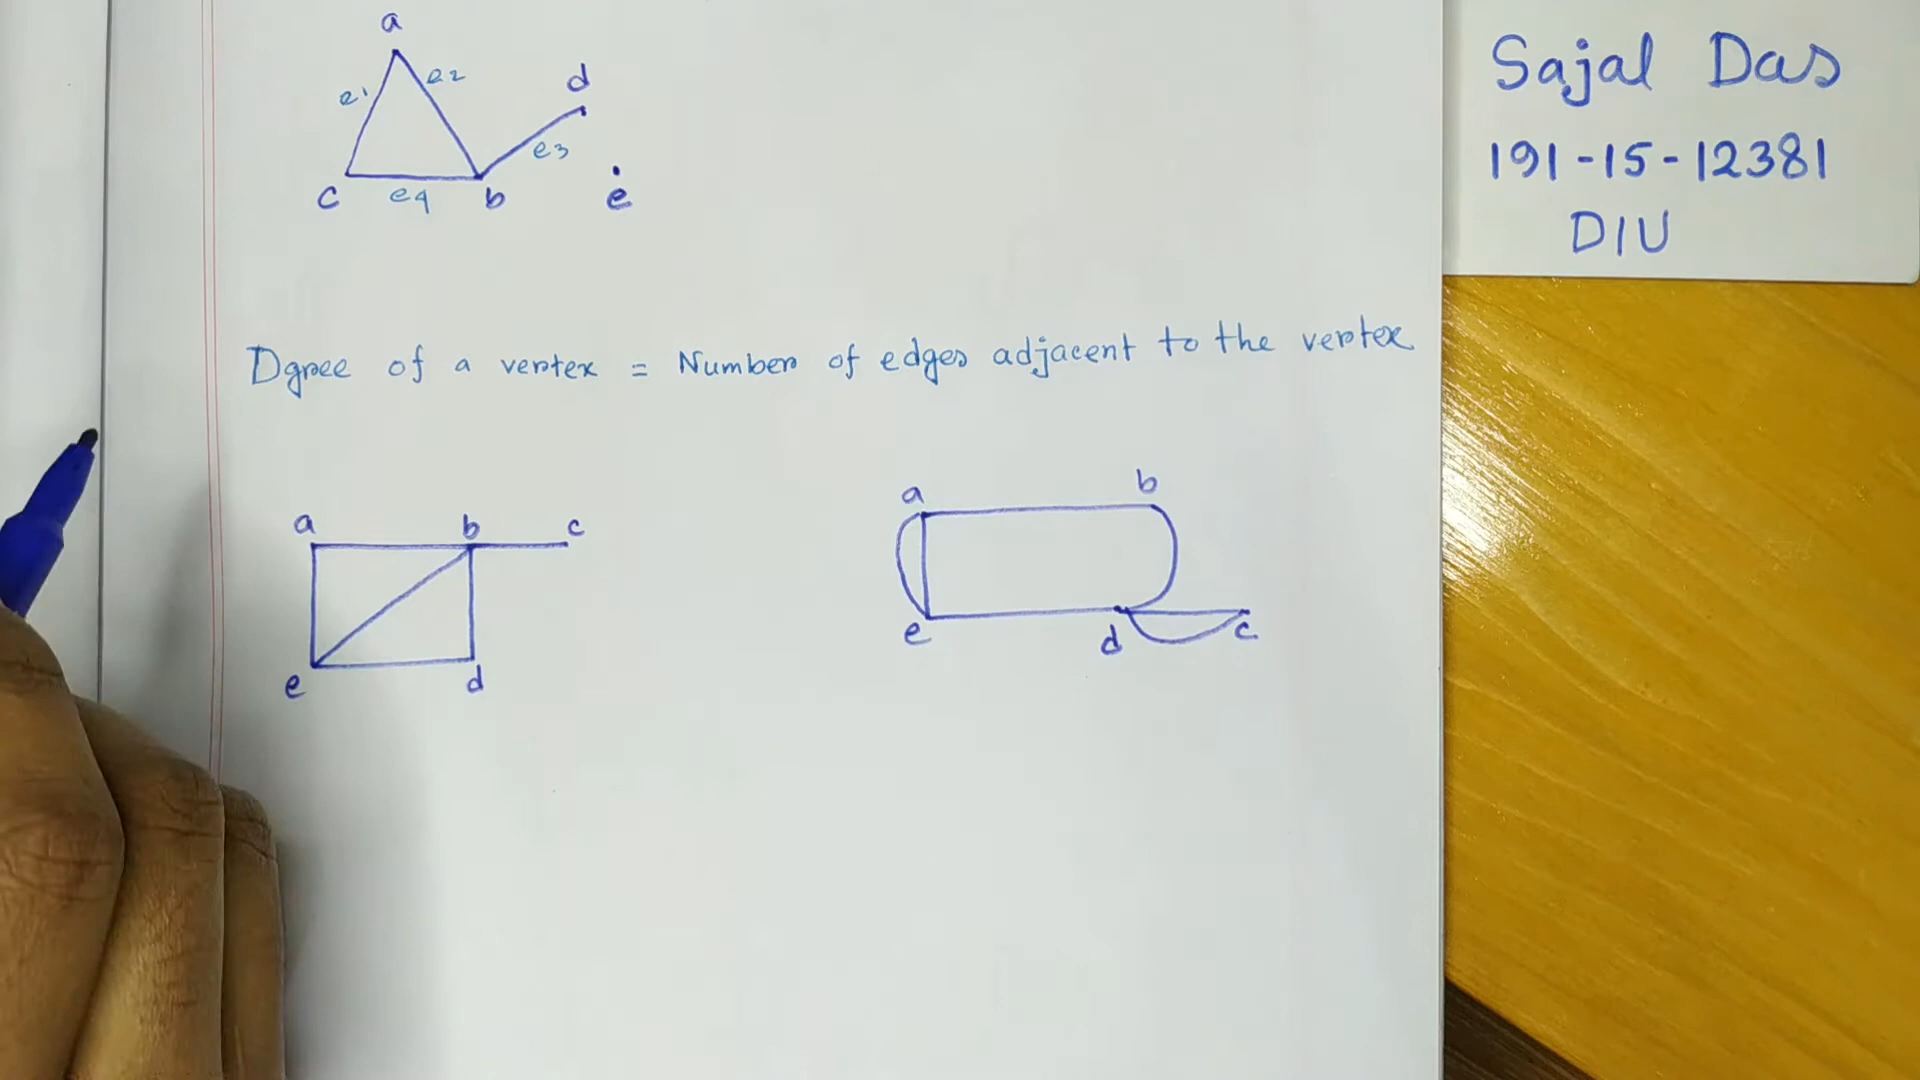 a
e1
e2
d
e3
c
e4
b
e
Dgree of a vertex = Number of edges adjacent to the vertex
a
b
c
e
d
a
b
e
d
c
Sajal Das
191-15-12381
DIU